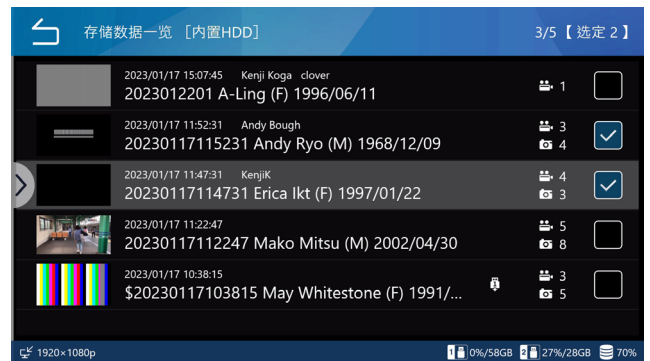 存储数据一览 [内置HDD]
3/5【 选定 2 】
2023/01/17 15:07:45 Kenji Koga clover
2023012201 A-Ling (F) 1996/06/11
1
2023/01/17 11:52:31 Andy Bough
20230117115231 Andy Ryo (M) 1968/12/09
3
4
2023/01/17 11:47:31 KenjiK
20230117114731 Erica Ikt (F) 1997/01/22
4
3
2023/01/17 11:22:47
20230117112247 Mako Mitsu (M) 2002/04/30
5
8
2023/01/17 10:38:15
$20230117103815 May Whitestone (F) 1991/...
1
3
5
1920×1080p
1 0%/58GB 2 27%/28GB 70%